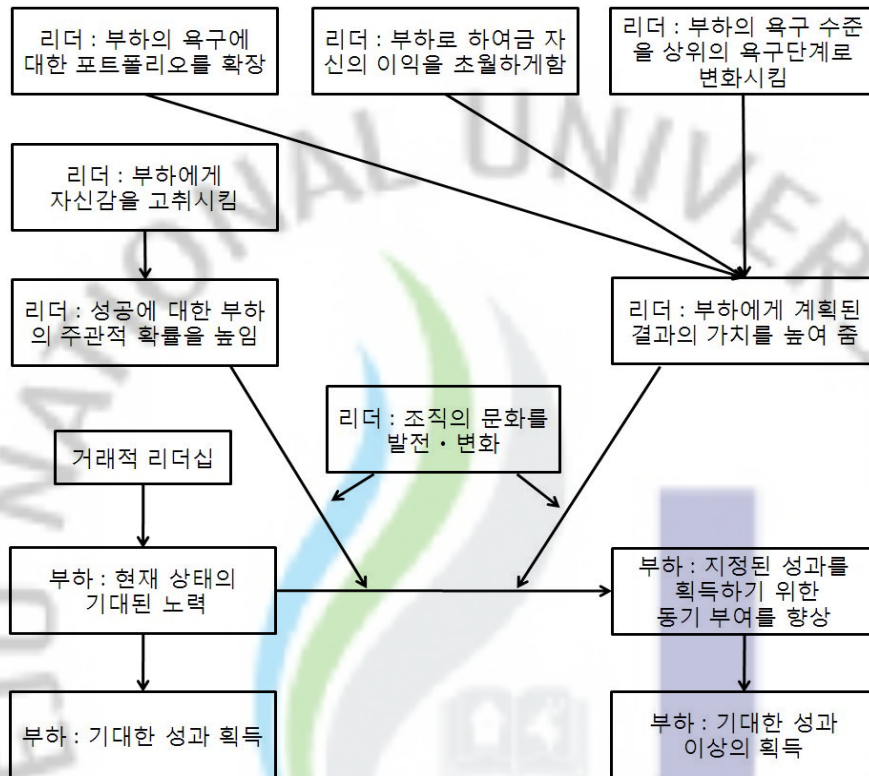 리더 : 부하의 욕구에
대한 포트폴리오를 확장
리더 : 부하로 하여금 자
신의 이익을 초월하게함
리더 : 부하의 욕구 수준
을 상위의 욕구단계로
변화시킴
리더 : 부하에게
자신감을 고취시킴
리더 : 성공에 대한 부하
의 주관적 확률을 높임
리더 : 부하에게 계획된
결과의 가치를 높여 줌
리더 : 조직의 문화를
발전·변화
거래적 리더십
부하 : 현재 상태의
기대된 노력
부하 : 지정된 성과를
획득하기 위한
동기 부여를 향상
부하 : 기대한 성과 획득
부하 : 기대한 성과
이상의 획득
NATIONAL UNIVER